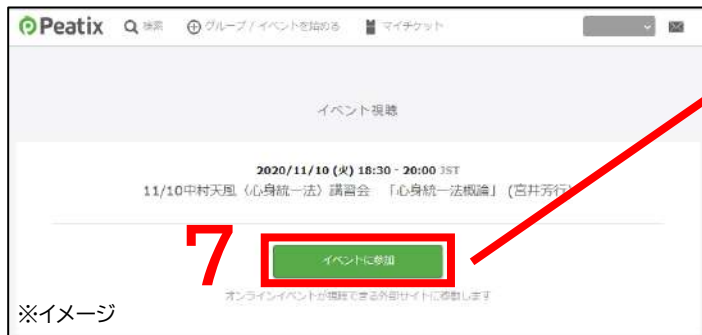 Peatix 検索 グループ / イベントを始める マイチケット
イベント視聴
2020/11/10 (火) 18:30 - 20:00 JST
11/10中村天風〈心身統一法〉講習会 「心身統一法概論」 (宮井芳行)
7
イベントに参加
オンラインイベントが視聴できる外部サイトに移動します
※イメージ